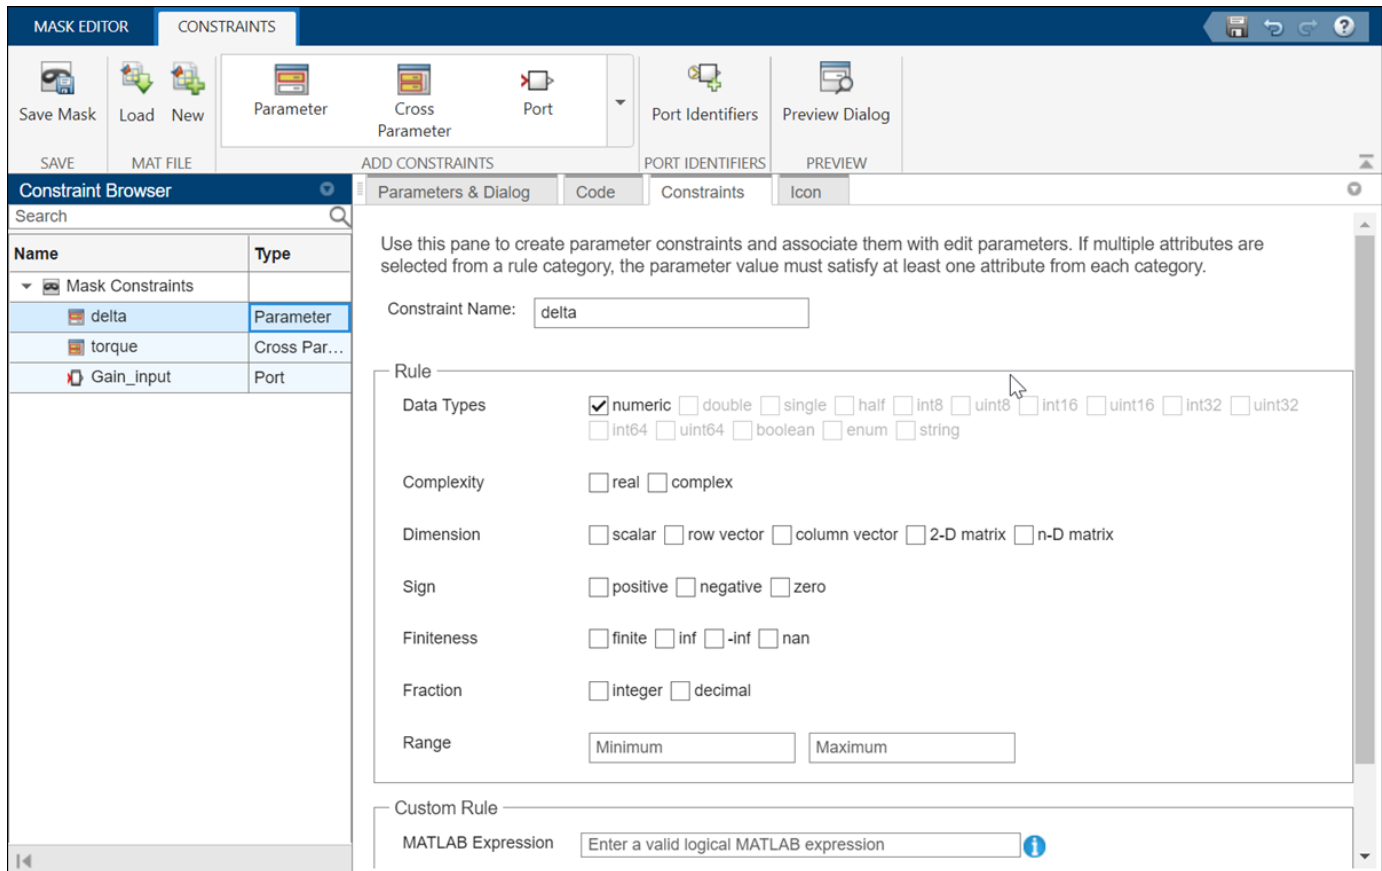 MASK EDITOR CONSTRAINTS
Save Mask Load New Parameter Cross Parameter Port Port Identifiers Preview Dialog
SAVE MAT FILE ADD CONSTRAINTS PORT IDENTIFIERS PREVIEW
Constraint Browser
Search
Name Type
Mask Constraints
delta Parameter
torque Cross Par...
Gain_input Port
Parameters & Dialog Code Constraints Icon
Use this pane to create parameter constraints and associate them with edit parameters. If multiple attributes are
selected from a rule category, the parameter value must satisfy at least one attribute from each category.
Constraint Name: delta
Rule
Data Types numeric double single half int8 uint8 int16 uint16 int32 uint32
int64 uint64 boolean enum string
Complexity real complex
Dimension scalar row vector column vector 2-D matrix n-D matrix
Sign positive negative zero
Finiteness finite inf -inf nan
Fraction integer decimal
Range Minimum Maximum
Custom Rule
MATLAB Expression Enter a valid logical MATLAB expression